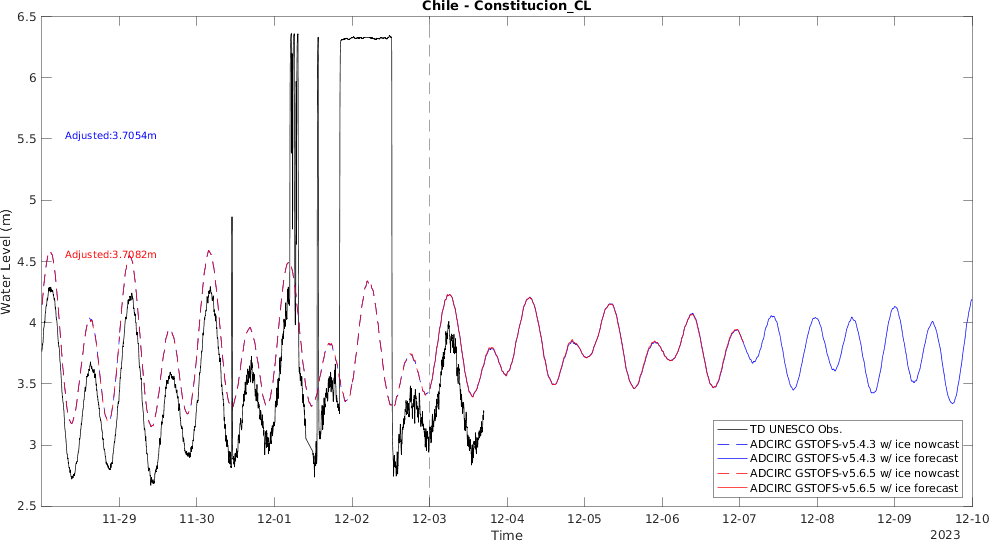 Chile - Constitucion_CL
6.5
6
5.5
5
4.5
4
3.5
3
2.5
Water Level (m)
Adjusted:3.7054m
Adjusted:3.7082m
TD UNESCO Obs.
ADCIRC GSTOFS-v5.4.3 w/ ice nowcast
ADCIRC GSTOFS-v5.4.3 w/ ice forecast
ADCIRC GSTOFS-v5.6.5 w/ ice nowcast
ADCIRC GSTOFS-v5.6.5 w/ ice forecast
11-29 11-30 12-01 12-02 12-03 12-04 12-05 12-06 12-07 12-08 12-09 12-10
Time
2023